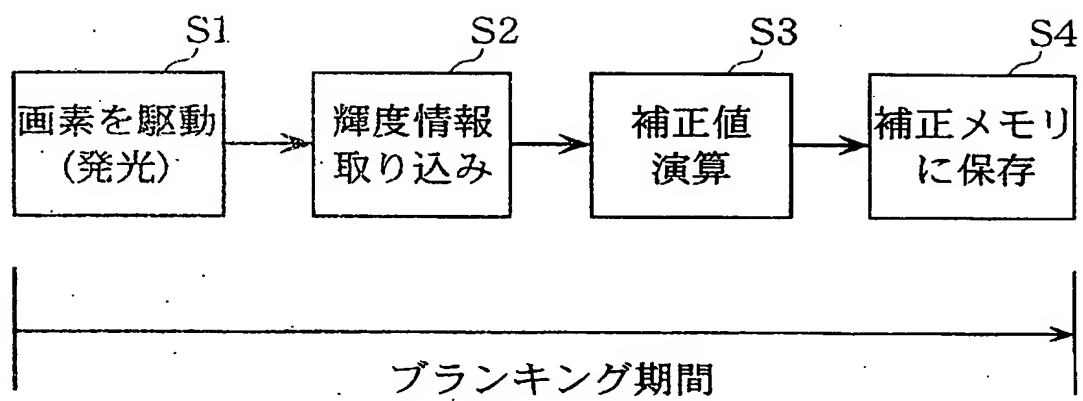 S1
画素を駆動
(発光)
S2
輝度情報
取り込み
S3
補正値
演算
S4
補正メモリ
に保存
ブランキング期間